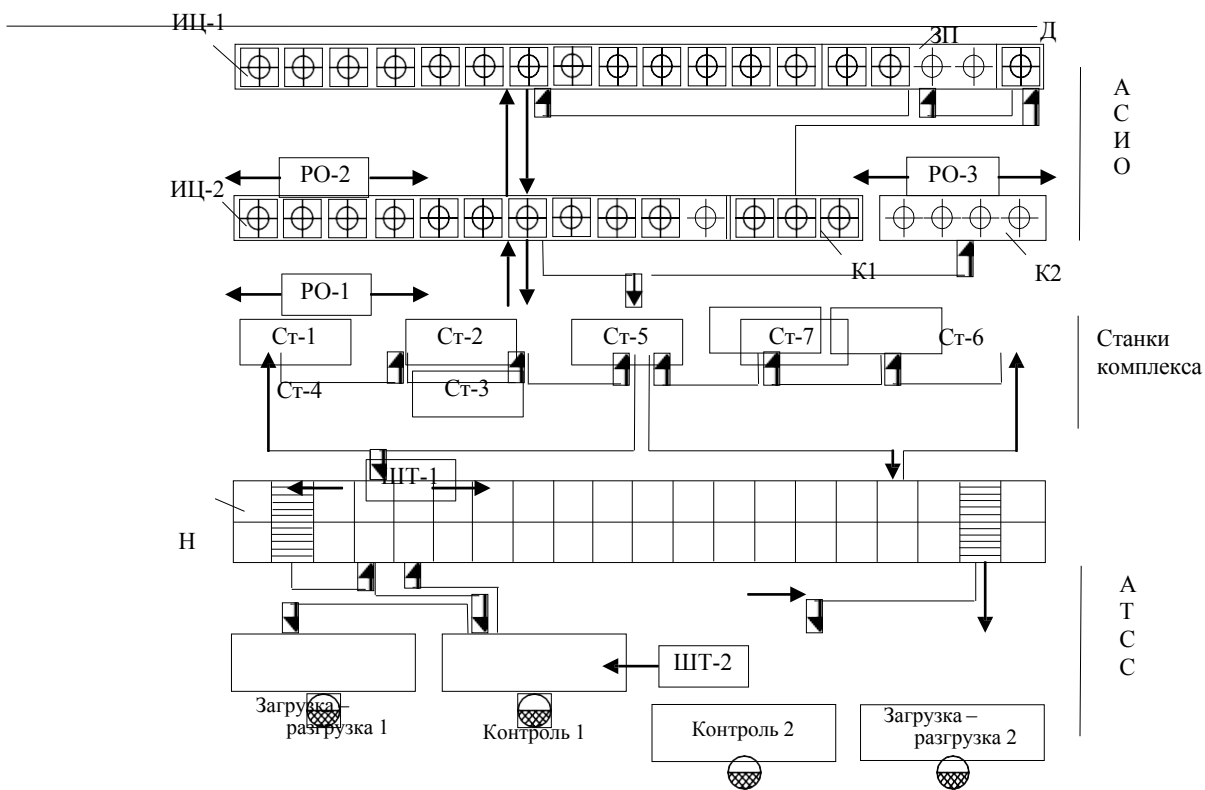 ИЦ-1
ЗП
Д
А
С
И
О
РО-2
РО-3
ИЦ-2
К1
К2
РО-1
Ст-1
Ст-2
Ст-5
Ст-7
Ст-6
Станки
комплекса
Ст-4
Ст-3
ШТ-1
Н
А
Т
С
С
ШТ-2
Загрузка –
разгрузка 1
Контроль 1
Контроль 2
Загрузка –
разгрузка 2